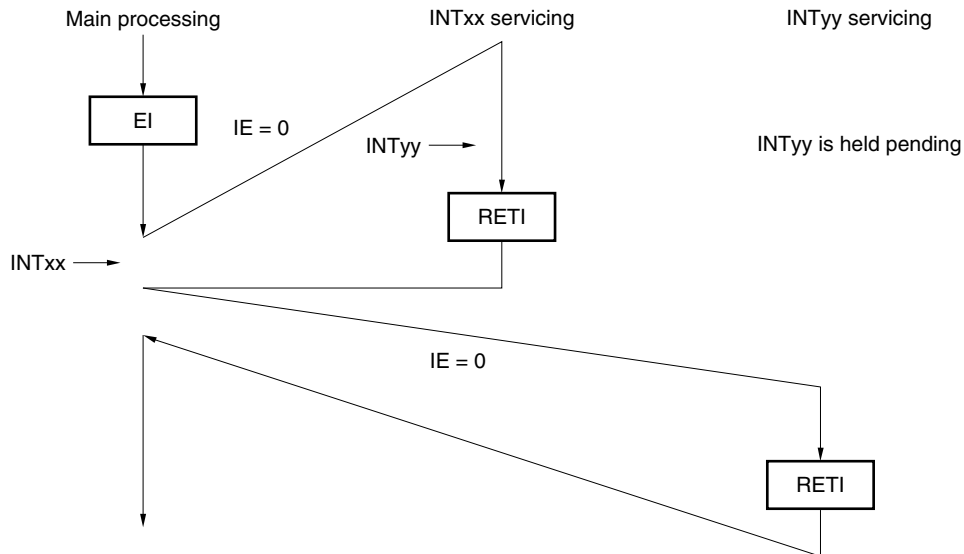 Main processing
INTxx servicing
INTyy servicing
EI
IE = 0
INTyy
INTyy is held pending
RETI
INTxx
IE = 0
RETI